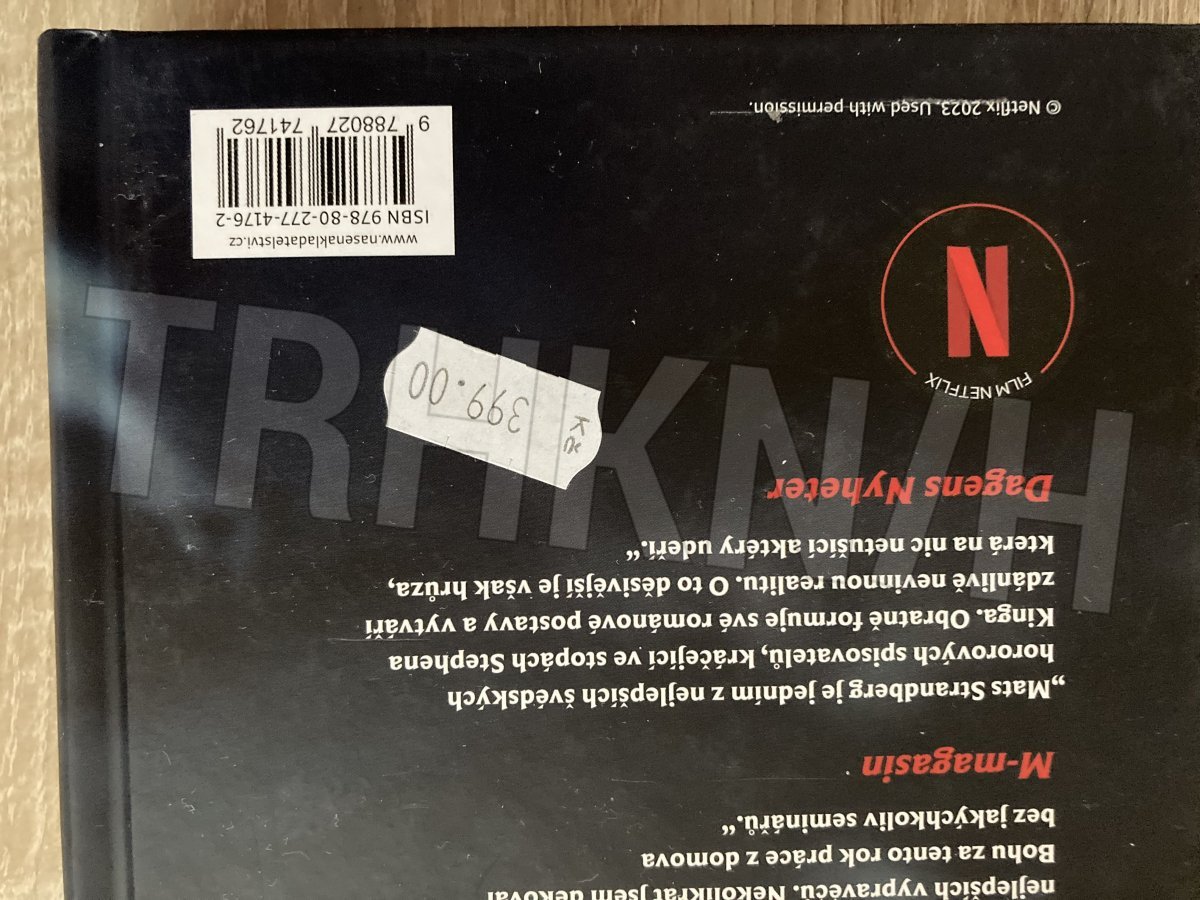 nejlepších vypravěčů. Několikrát jsem děkoval
Bohu za tento rok práce z domova
bez jakýchkoliv seminářů.“
M-magasin
„Mats Strandberg je jedním z nejlepších švédských
hororových spisovatelů, kráčející ve stopách Stephena
Kinga. Obratně formuje své románové postavy a vytváří
zdánlivě nevinnou realitu. O to děsivější je však hrůza,
která na nic netušící aktéry udeří.“
Dagens Nyheter
FILM NETFLIX
N
© Netflix 2023. Used with permission.
Kč
399.00
www.nasenakladatelstvi.cz
ISBN 978-80-277-4176-2
9 788027 741762
TRHKN/H